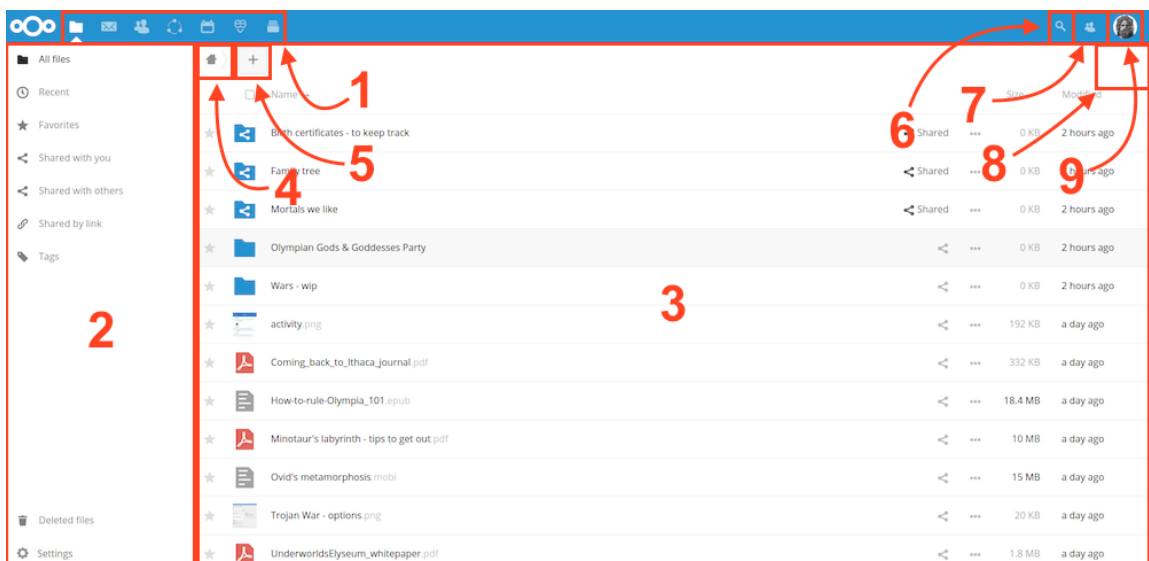 All files
Recent
Favorites
Shared with you
Shared with others
Shared by link
Tags
Deleted files
Settings
1
2
3
4
5
6
7
8
9
Name Size Modified
Birth certificates - to keep track Shared ... 0 KB 2 hours ago
Family tree Shared ... 0 KB hours ago
Mortals we like Shared ... 0 KB 2 hours ago
Olympian Gods & Goddesses Party ... 0 KB 2 hours ago
Wars - wip ... 0 KB 2 hours ago
activity.png ... 192 KB a day ago
Coming_back_to_Ithaca_journal.pdf ... 332 KB a day ago
How-to-rule-Olympia_101.epub ... 18.4 MB a day ago
Minotaur's labyrinth - tips to get out.pdf ... 10 MB a day ago
Ovid's metamorphosis.mobi ... 15 MB a day ago
Trojan War - options.png ... 20 KB a day ago
UnderworldsElyseum_whitepaper.pdf ... 1.8 MB a day ago